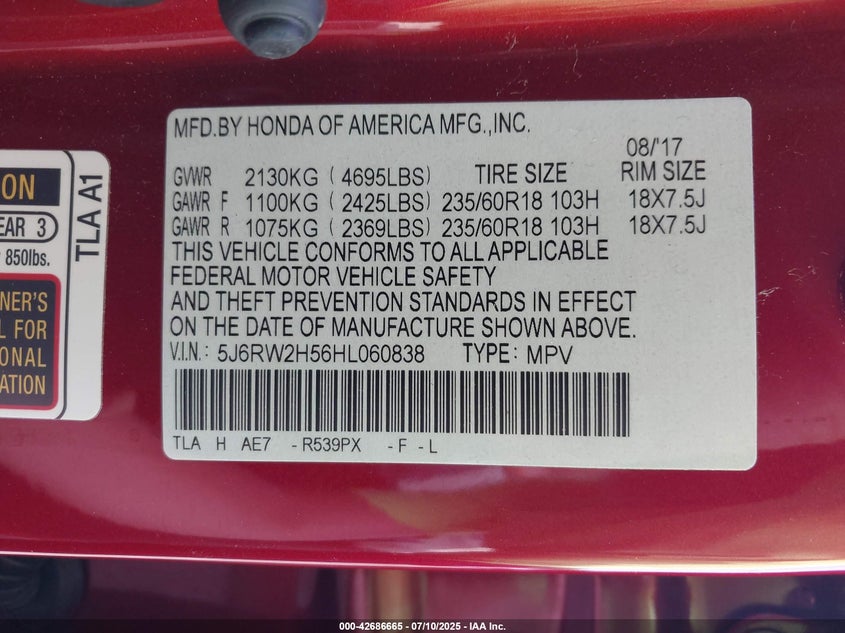 MFD.BY HONDA OF AMERICA MFG.,INC.
08/'17
GVWR 2130KG (4695LBS) TIRE SIZE RIM SIZE
GAWR F 1100KG (2425LBS) 235/60R18 103H 18X7.5J
GAWR R 1075KG (2369LBS) 235/60R18 103H 18X7.5J
THIS VEHICLE CONFORMS TO ALL APPLICABLE
FEDERAL MOTOR VEHICLE SAFETY
AND THEFT PREVENTION STANDARDS IN EFFECT
ON THE DATE OF MANUFACTURE SHOWN ABOVE.
V.I.N.: 5J6RW2H56HL060838 TYPE: MPV
TLA H AE7 -R539PX -F -L
ON
EAR 3
850lbs.
NER'S
L FOR
ONAL
ATION
TLA A1
000-42686665 - 07/10/2025 - IAA Inc.